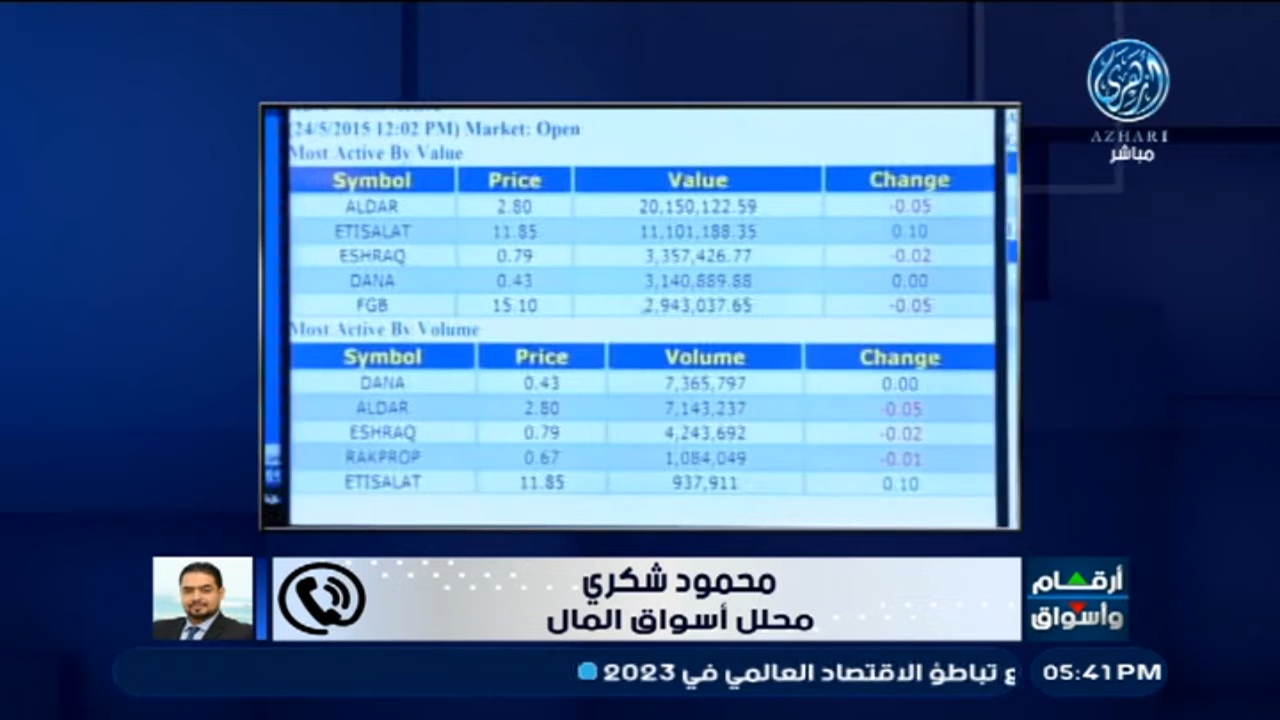 أزهري
AZHARI
مباشر
(24/5/2015 12:02 PM) Market: Open
Most Active By Value
Symbol Price Value Change
ALDAR 2.80 20,150,122.59 -0.05
ETISALAT 11.85 11,101,188.35 0.10
ESHRAQ 0.79 3,357,426.77 -0.02
DANA 0.43 3,140,889.88 0.00
FGB 15.10 2,943,037.65 -0.05
Most Active By Volume
Symbol Price Volume Change
DANA 0.43 7,365,797 0.00
ALDAR 2.80 7,143,237 -0.05
ESHRAQ 0.79 4,243,692 -0.02
RAKPROP 0.67 1,084,049 -0.01
ETISALAT 11.85 937,911 0.10
محمود شكري
محلل أسواق المال
أرقام
وأسواق
ع تباطؤ الاقتصاد العالمي في 2023
05:41 PM